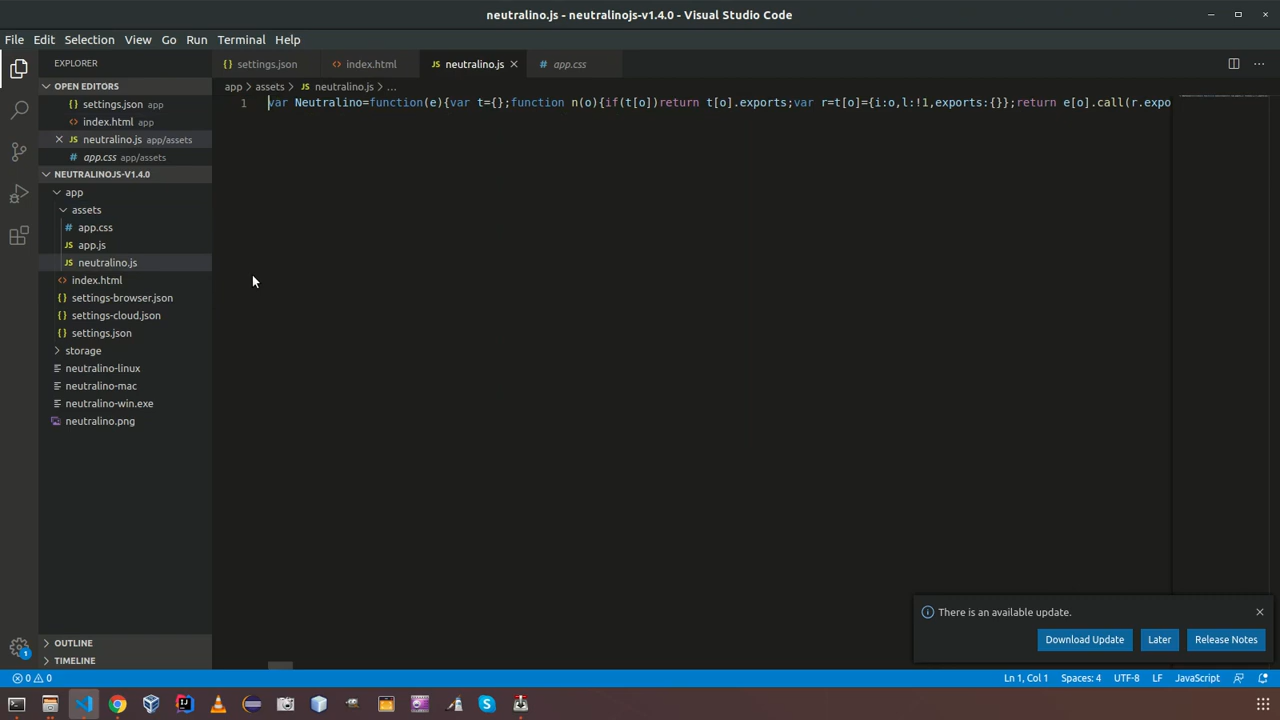 neutralino.js - neutralinojs-v1.4.0 - Visual Studio Code
File Edit Selection View Go Run Terminal Help
EXPLORER
OPEN EDITORS
settings.json app
index.html app
neutralino.js app/assets
app.css app/assets
NEUTRALINOJS-V1.4.0
app
assets
app.css
app.js
neutralino.js
index.html
settings-browser.json
settings-cloud.json
settings.json
storage
neutralino-linux
neutralino-mac
neutralino-win.exe
neutralino.png
OUTLINE
TIMELINE
settings.json index.html neutralino.js app.css
app > assets > JS neutralino.js > ...
1 var Neutralino=function(e){var t={};function n(o){if(t[o])return t[o].exports;var r=t[o]={i:o,l:!1,exports:{}};return e[o].call(r.expo
There is an available update.
Download Update Later Release Notes
0 0 Ln 1, Col 1 Spaces: 4 UTF-8 LF JavaScript